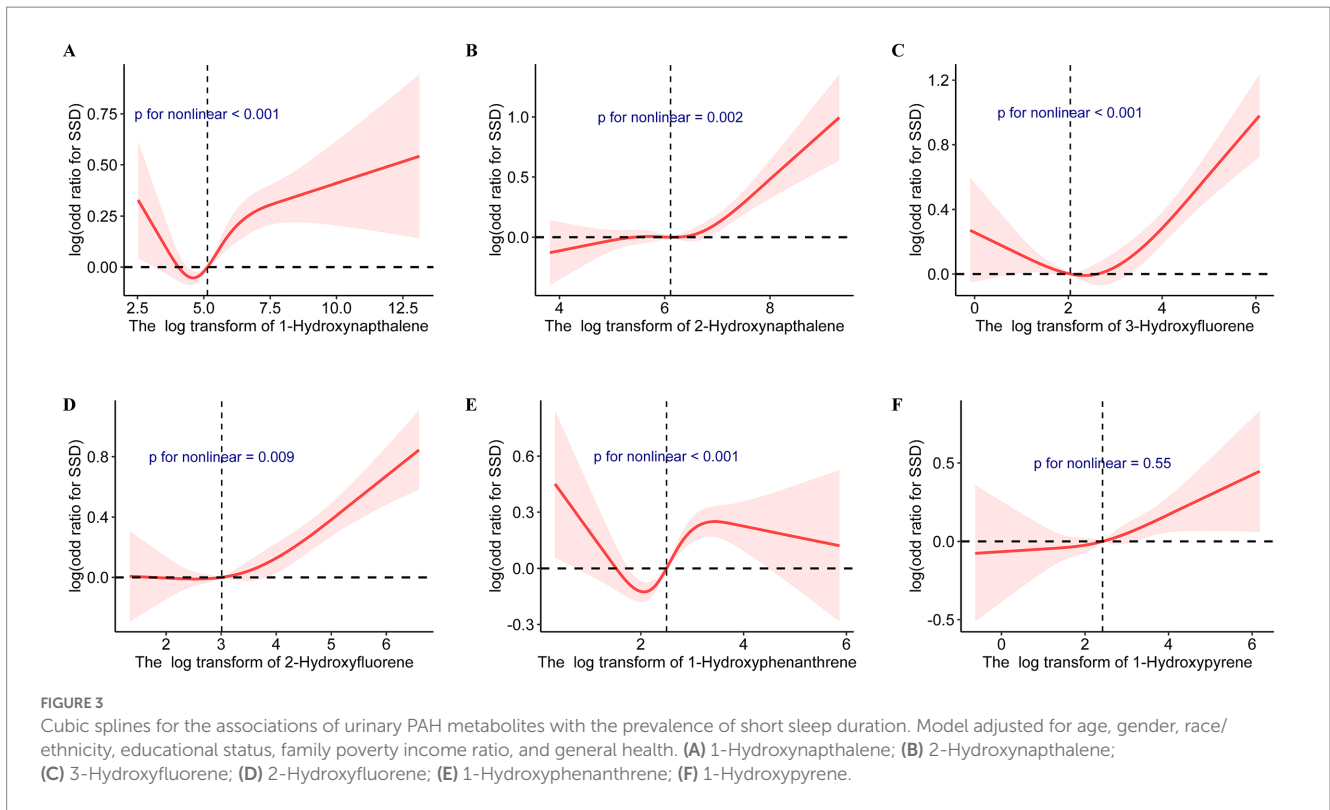 A
B
C
log(odd ratio for SSD)
0.75
0.50
0.25
0.00
p for nonlinear < 0.001
2.5
5.0
7.5
10.0
12.5
The log transform of 1-Hydroxynapthalene
log(odd ratio for SSD)
1.0
0.5
0.0
p for nonlinear = 0.002
4
6
8
The log transform of 2-Hydroxynapthalene
log(odd ratio for SSD)
1.2
0.8
0.4
0.0
p for nonlinear < 0.001
0
2
4
6
The log transform of 3-Hydroxyfluorene
D
E
F
log(odd ratio for SSD)
0.8
0.4
0.0
p for nonlinear = 0.009
2
3
4
5
6
The log transform of 2-Hydroxyfluorene
log(odd ratio for SSD)
0.6
0.3
0.0
-0.3
p for nonlinear < 0.001
2
4
6
The log transform of 1-Hydroxyphenanthrene
log(odd ratio for SSD)
0.5
0.0
-0.5
p for nonlinear = 0.55
0
2
4
6
The log transform of 1-Hydroxypyrene
FIGURE 3
Cubic splines for the associations of urinary PAH metabolites with the prevalence of short sleep duration. Model adjusted for age, gender, race/
ethnicity, educational status, family poverty income ratio, and general health. (A) 1-Hydroxynapthalene; (B) 2-Hydroxynapthalene;
(C) 3-Hydroxyfluorene; (D) 2-Hydroxyfluorene; (E) 1-Hydroxyphenanthrene; (F) 1-Hydroxypyrene.